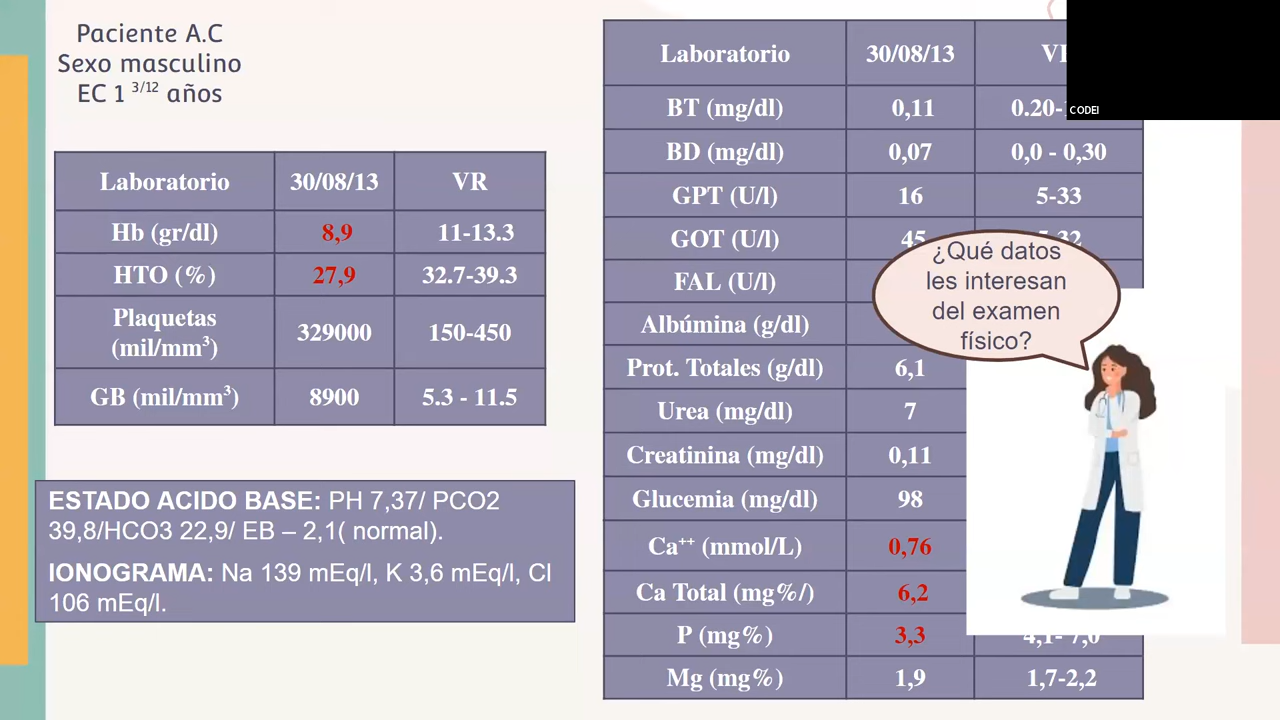 Paciente A.C
Sexo masculino
EC 1 3/12 años
Laboratorio 30/08/13 VR
Hb (gr/dl) 8,9 11-13.3
HTO (%) 27,9 32.7-39.3
Plaquetas
(mil/mm³) 329000 150-450
GB (mil/mm³) 8900 5.3 - 11.5
ESTADO ACIDO BASE: PH 7,37/ PCO2
39,8/HCO3 22,9/ EB – 2,1( normal).
IONOGRAMA: Na 139 mEq/l, K 3,6 mEq/l, Cl
106 mEq/l.
Laboratorio 30/08/13
BT (mg/dl) 0,11 0.20-
BD (mg/dl) 0,07 0,0 - 0,30
GPT (U/l) 16 5-33
GOT (U/l) 45
FAL (U/l)
Albúmina (g/dl)
Prot. Totales (g/dl) 6,1
Urea (mg/dl) 7
Creatinina (mg/dl) 0,11
Glucemia (mg/dl) 98
Ca⁺⁺ (mmol/L) 0,76
Ca Total (mg%/) 6,2
P (mg%) 3,3 4,1- 7,0
Mg (mg%) 1,9 1,7-2,2
CODEI
¿Qué datos
les interesan
del examen
físico?